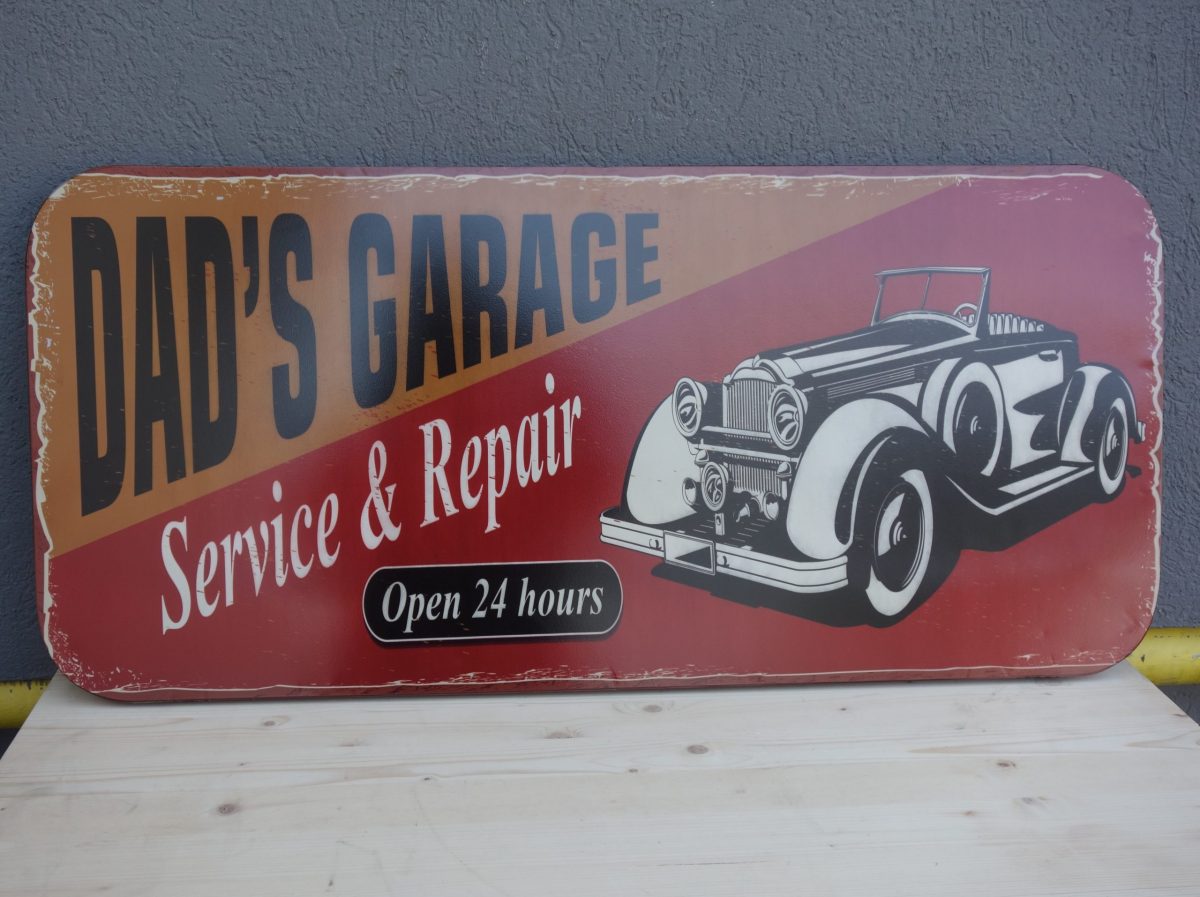 DAD'S GARAGE
Service & Repair
Open 24 hours